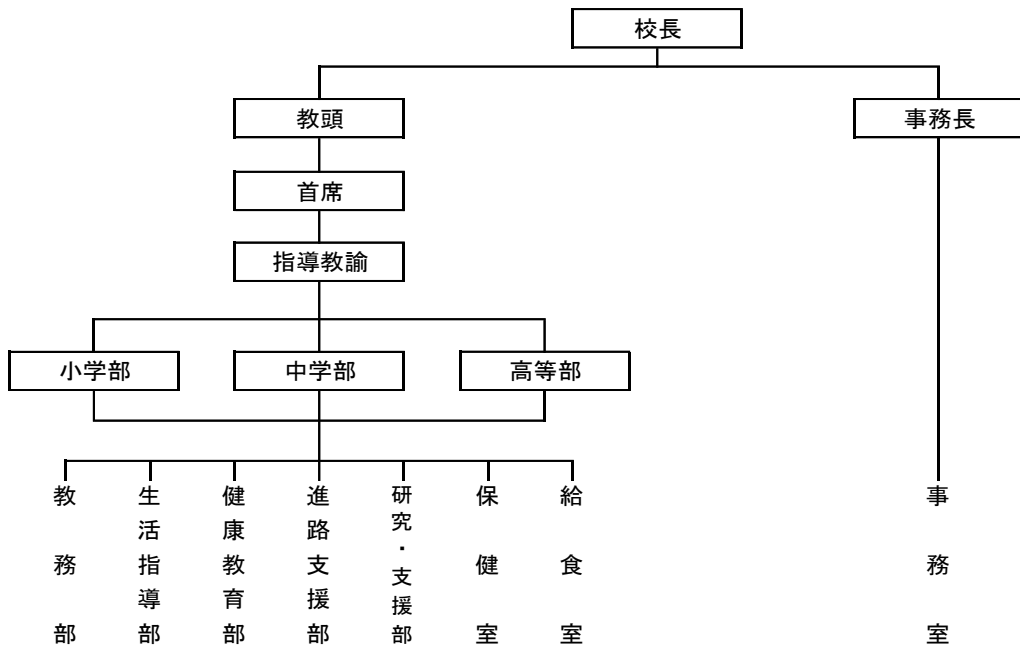 校長
教頭
事務長
首席
指導教諭
小学部
中学部
高等部
教務部
生活指導部
健康教育部
進路支援部
研究・支援部
保健室
給食室
事務室